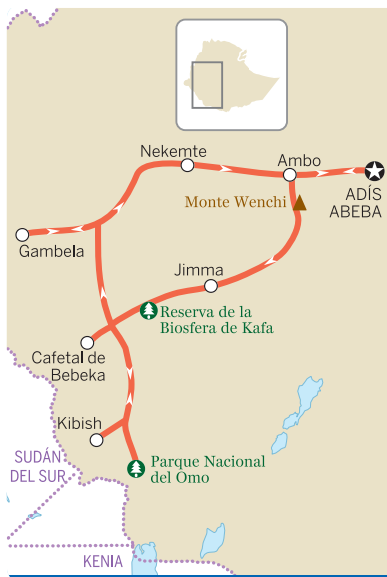 Nekemte
Ambo
ADÍS
ABEBA
Monte Wenchi
Gambela
Jimma
Reserva de la
Biosfera de Kafa
Cafetal de
Bebeka
Kibish
SUDÁN
DEL SUR
Parque Nacional
del Omo
KENIA